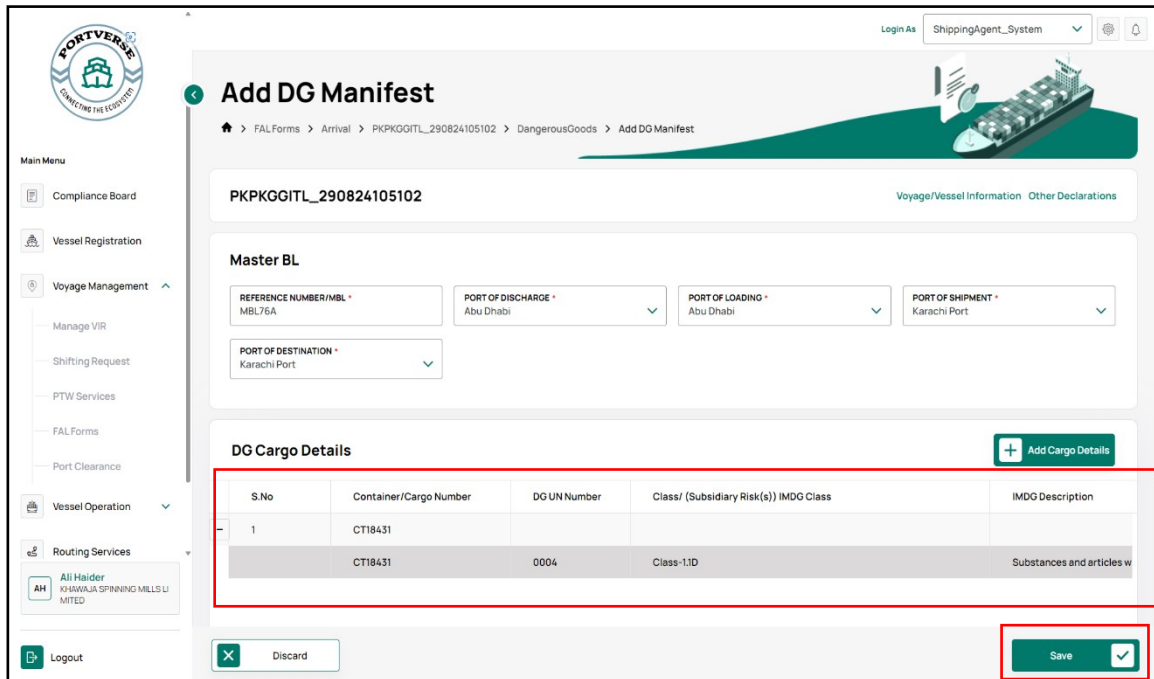 PORTVERSE
CONNECTING THE ECOSYSTEM
Login As ShippingAgent_System
Add DG Manifest
> FAL Forms > Arrival > PKPKGGITL_290824105102 > DangerousGoods > Add DG Manifest
Main Menu
Compliance Board
Vessel Registration
Voyage Management
Manage VIR
Shifting Request
PTW Services
FAL Forms
Port Clearance
Vessel Operation
Routing Services
AH
Ali Haider
KHAWAJA SPINNING MILLS LI
MITED
Logout
PKPKGGITL_290824105102
Voyage/Vessel Information Other Declarations
Master BL
REFERENCE NUMBER/MBL *
MBL76A
PORT OF DISCHARGE *
Abu Dhabi
PORT OF LOADING *
Abu Dhabi
PORT OF SHIPMENT *
Karachi Port
PORT OF DESTINATION *
Karachi Port
DG Cargo Details
+ Add Cargo Details
S.No Container/Cargo Number DG UN Number Class/ (Subsidiary Risk(s)) IMDG Class IMDG Description
1 CT18431
CT18431 0004 Class-1.1D Substances and articles w
Discard
Save